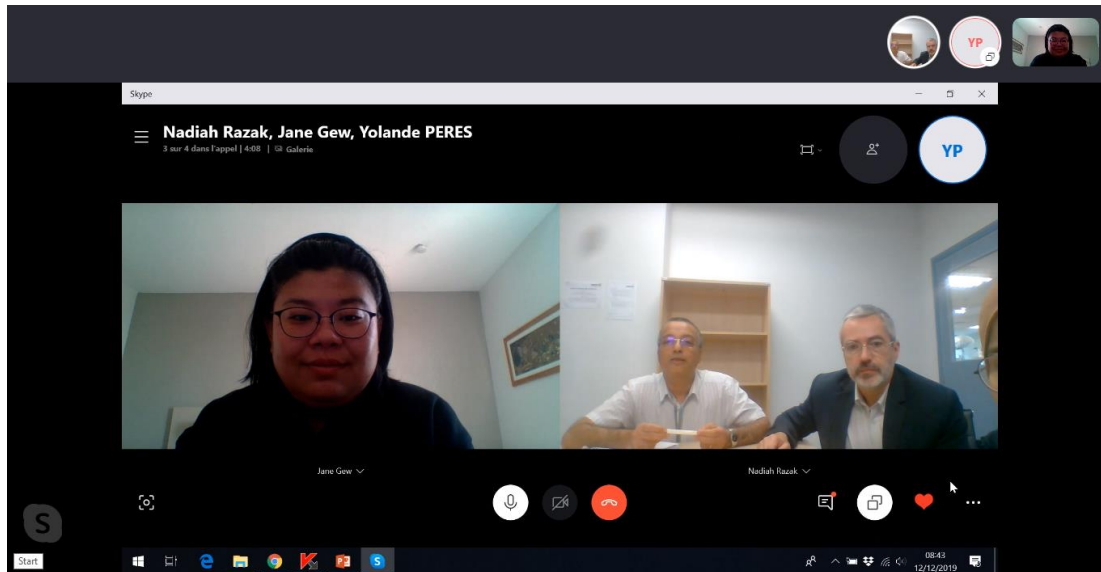 YP
Skype
Nadiah Razak, Jane Gew, Yolande PERES
3 sur 4 dans l'appel | 4:08 | Galerie
YP
Jane Gew
Nadiah Razak
S
Start
08:43
12/12/2019